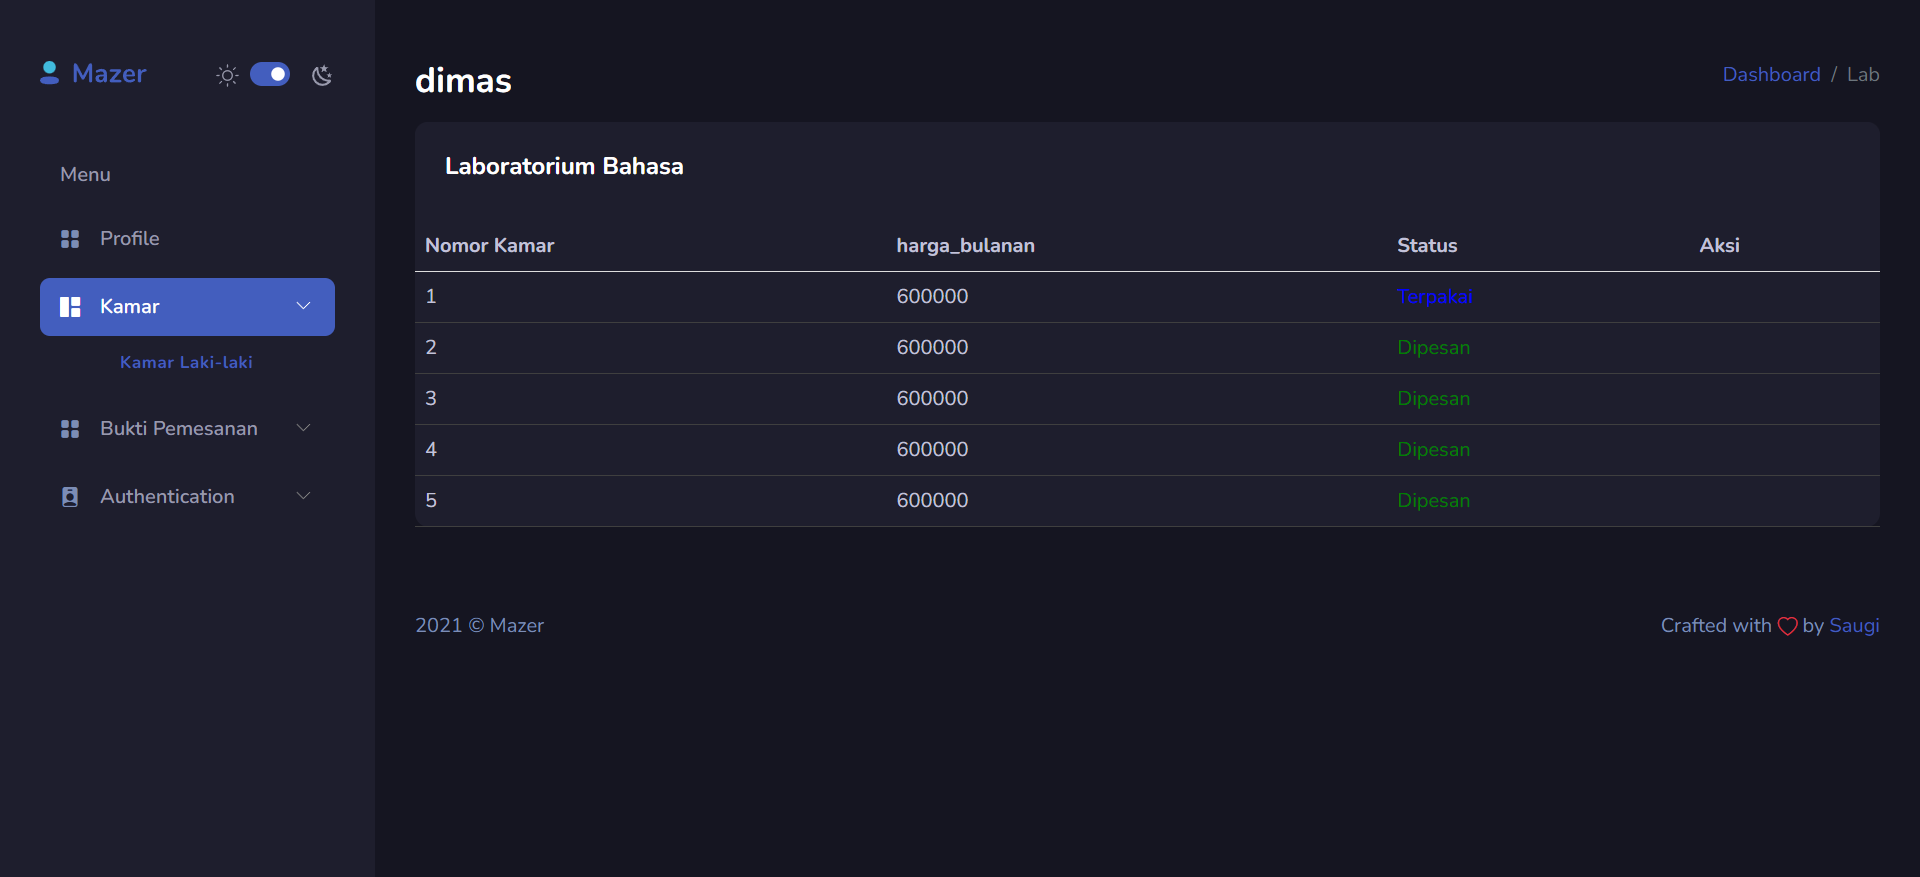 Mazer
Menu
Profile
Kamar
Kamar Laki-laki
Bukti Pemesanan
Authentication
dimas
Dashboard / Lab
Laboratorium Bahasa
Nomor Kamar harga_bulanan Status Aksi
1 600000 Terpakai
2 600000 Dipesan
3 600000 Dipesan
4 600000 Dipesan
5 600000 Dipesan
2021 © Mazer
Crafted with by Saugi